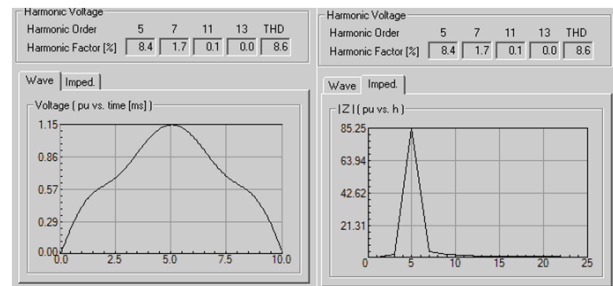 Harmonic Voltage
Harmonic Order 5 7 11 13 THD
Harmonic Factor [%] 8.4 1.7 0.1 0.0 8.6
Wave Imped.
Voltage ( pu vs. time [ms] )
1.15
0.86
0.57
0.29
0.00
0.0 2.5 5.0 7.5 10.0
Harmonic Voltage
Harmonic Order 5 7 11 13 THD
Harmonic Factor [%] 8.4 1.7 0.1 0.0 8.6
Wave Imped.
|Z| ( pu vs. h )
85.25
63.94
42.62
21.31
0 5 10 15 20 25